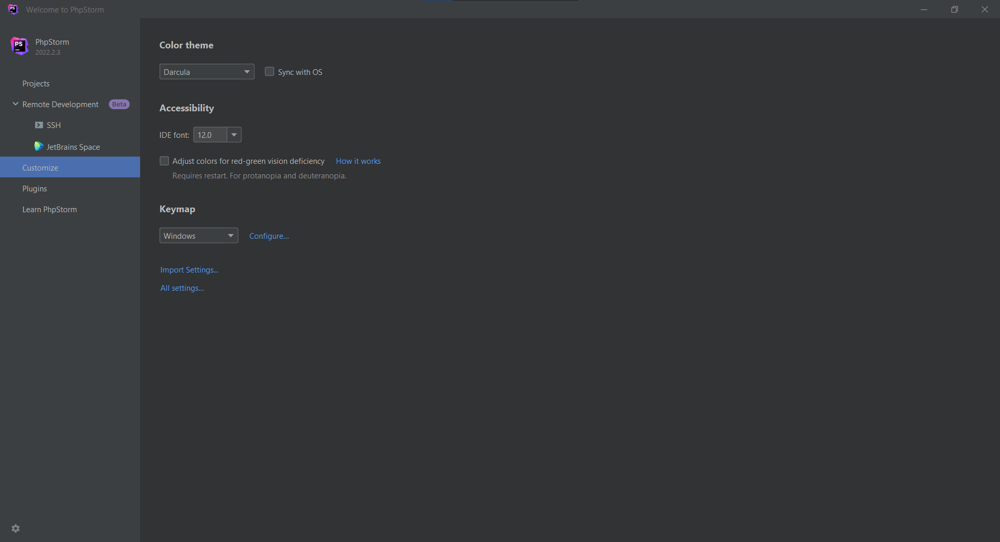 PS Welcome to PhpStorm
PS PhpStorm
2022.2.3
Projects
Remote Development Beta
SSH
JetBrains Space
Customize
Plugins
Learn PhpStorm
Color theme
Darcula Sync with OS
Accessibility
IDE font: 12.0
Adjust colors for red-green vision deficiency How it works
Requires restart. For protanopia and deuteranopia.
Keymap
Windows Configure...
Import Settings...
All settings...